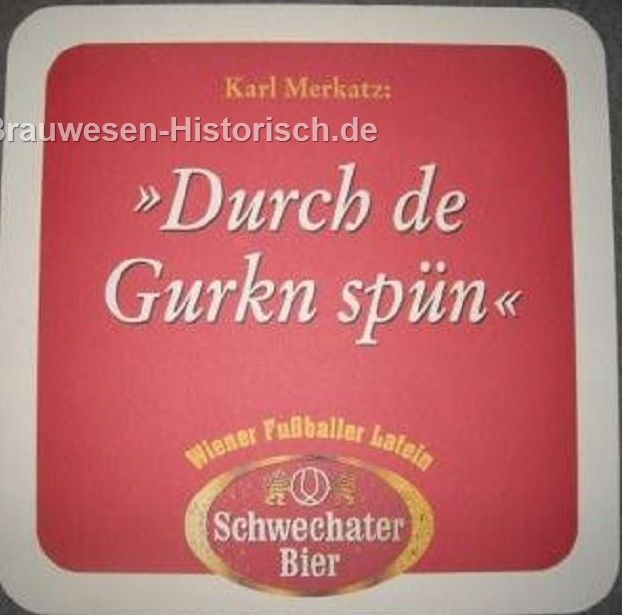 Karl Merkatz:
Brauwesen-Historisch.de
»Durch de
Gurkn spün«
Wiener Fußballer Latein
Schwechater
Bier